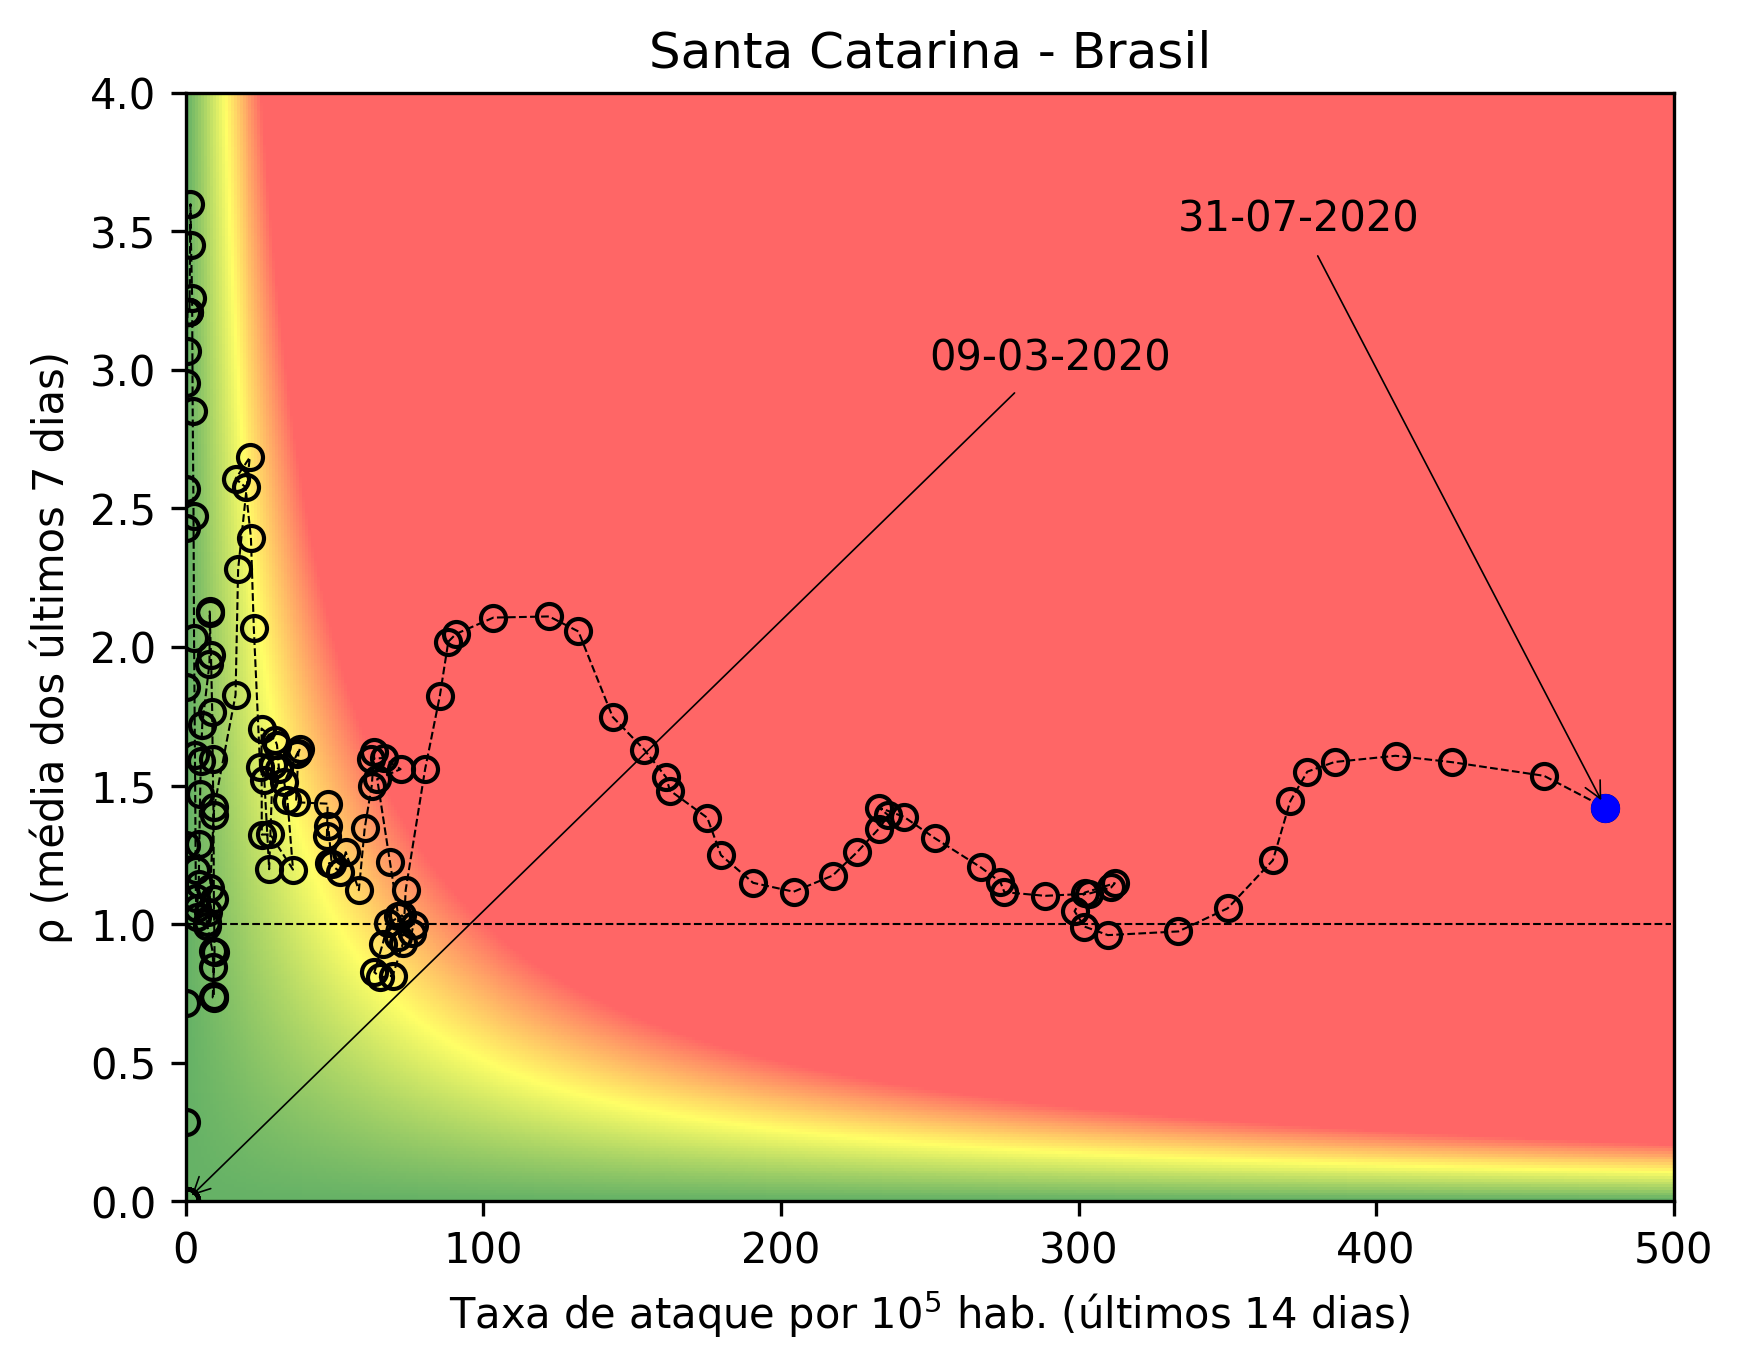 Santa Catarina - Brasil
4.0
3.5
3.0
2.5
2.0
1.5
1.0
0.5
0.0
ρ (média dos últimos 7 dias)
31-07-2020
09-03-2020
0 100 200 300 400 500
Taxa de ataque por 10⁵ hab. (últimos 14 dias)